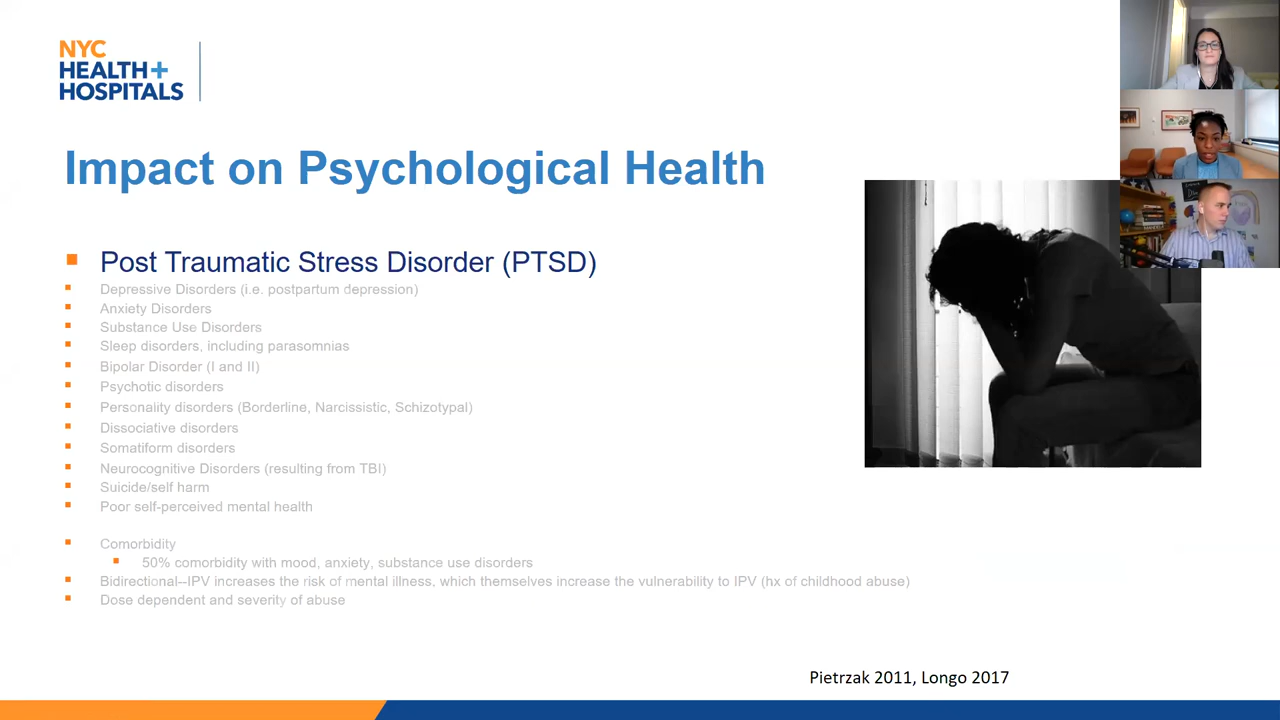 NYC
HEALTH+
HOSPITALS
Impact on Psychological Health
Post Traumatic Stress Disorder (PTSD)
Depressive Disorders (i.e. postpartum depression)
Anxiety Disorders
Substance Use Disorders
Sleep disorders, including parasomnias
Bipolar Disorder (I and II)
Psychotic disorders
Personality disorders (Borderline, Narcissistic, Schizotypal)
Dissociative disorders
Somatiform disorders
Neurocognitive Disorders (resulting from TBI)
Suicide/self harm
Poor self-perceived mental health
Comorbidity
50% comorbidity with mood, anxiety, substance use disorders
Bidirectional--IPV increases the risk of mental illness, which themselves increase the vulnerability to IPV (hx of childhood abuse)
Dose dependent and severity of abuse
Pietrzak 2011, Longo 2017